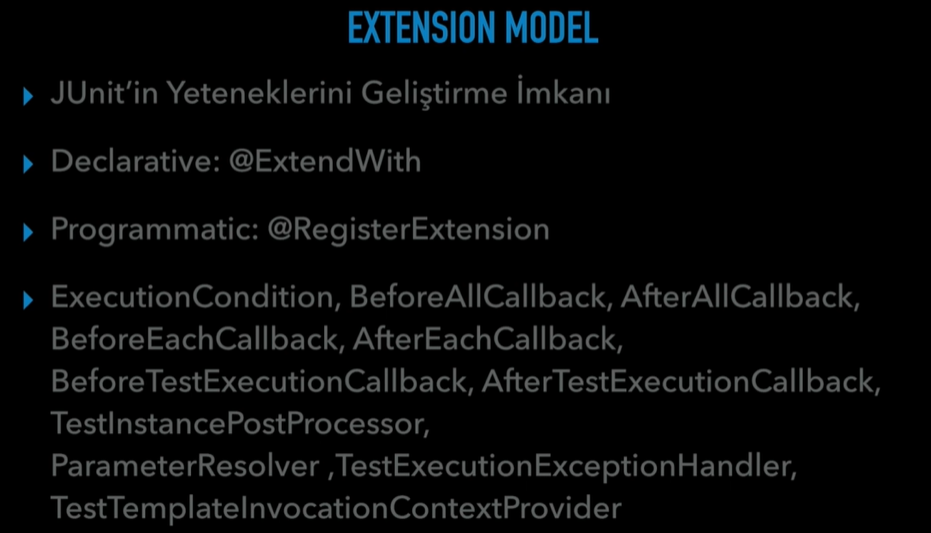 EXTENSION MODEL
JUnit’in Yeteneklerini Geliştirme İmkanı
Declarative: @ExtendWith
Programmatic: @RegisterExtension
ExecutionCondition, BeforeAllCallback, AfterAllCallback,
BeforeEachCallback, AfterEachCallback,
BeforeTestExecutionCallback, AfterTestExecutionCallback,
TestInstancePostProcessor,
ParameterResolver ,TestExecutionExceptionHandler,
TestTemplateInvocationContextProvider